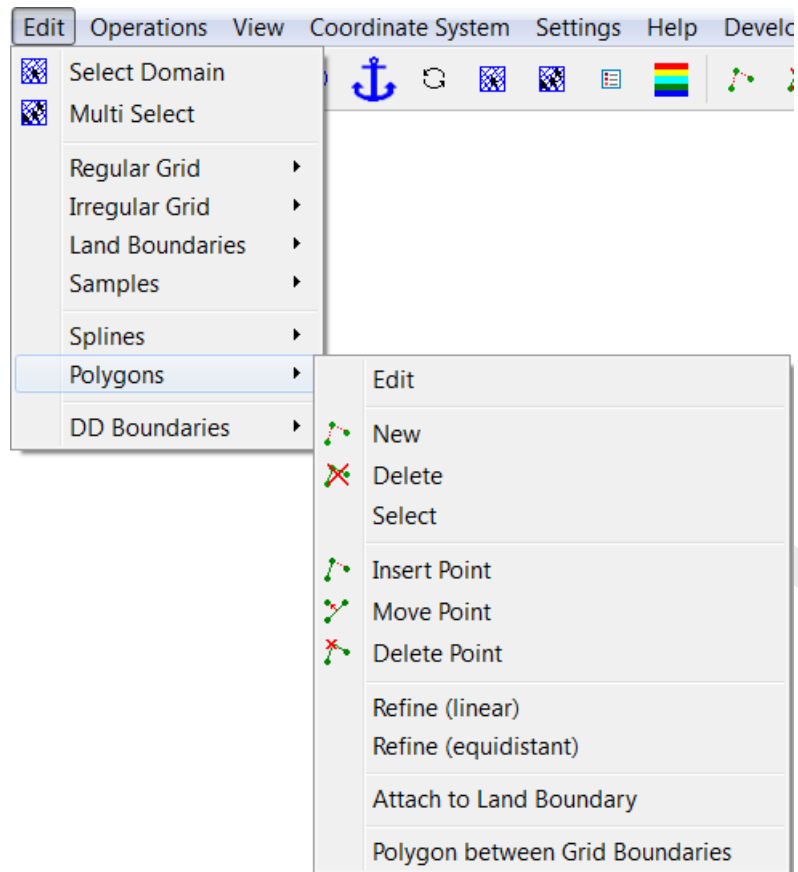 Edit Operations View Coordinate System Settings Help
Select Domain
Multi Select
Regular Grid
Irregular Grid
Land Boundaries
Samples
Splines
Polygons
DD Boundaries
Edit
New
Delete
Select
Insert Point
Move Point
Delete Point
Refine (linear)
Refine (equidistant)
Attach to Land Boundary
Polygon between Grid Boundaries